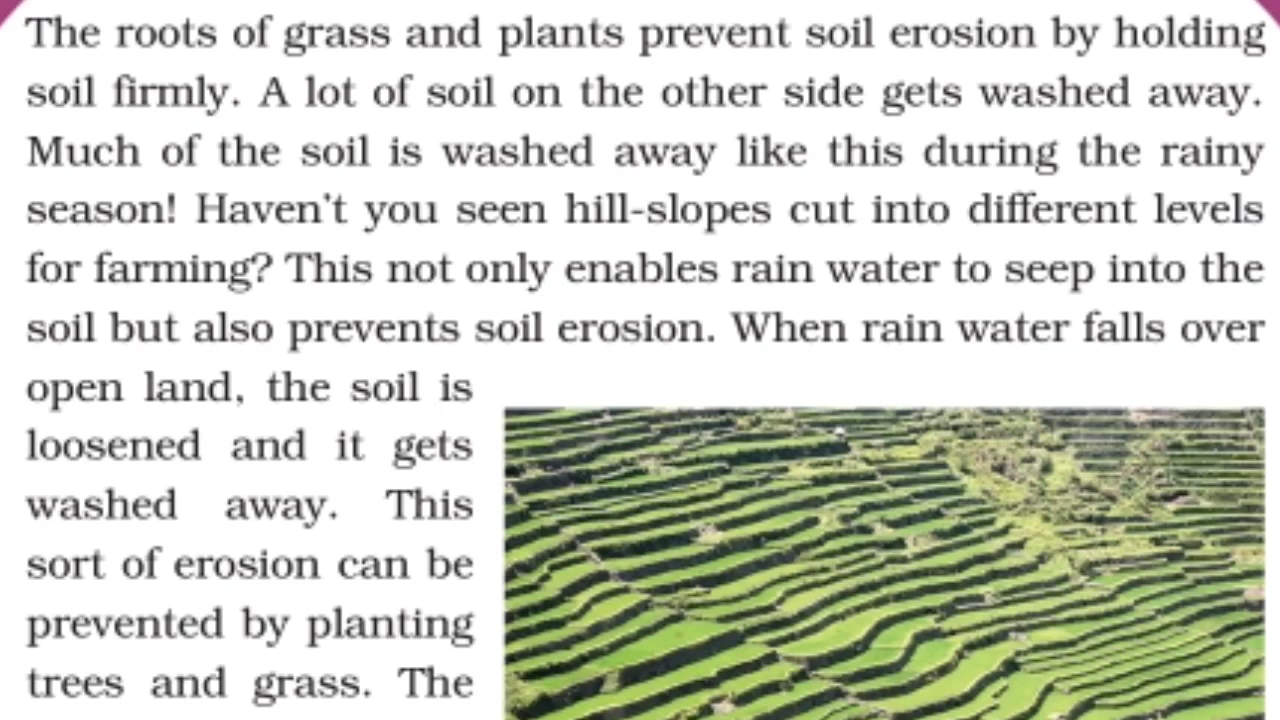 The roots of grass and plants prevent soil erosion by holding
soil firmly. A lot of soil on the other side gets washed away.
Much of the soil is washed away like this during the rainy
season! Haven't you seen hill-slopes cut into different levels
for farming? This not only enables rain water to seep into the
soil but also prevents soil erosion. When rain water falls over
open land, the soil is
loosened and it gets
washed away. This
sort of erosion can be
prevented by planting
trees and grass. The